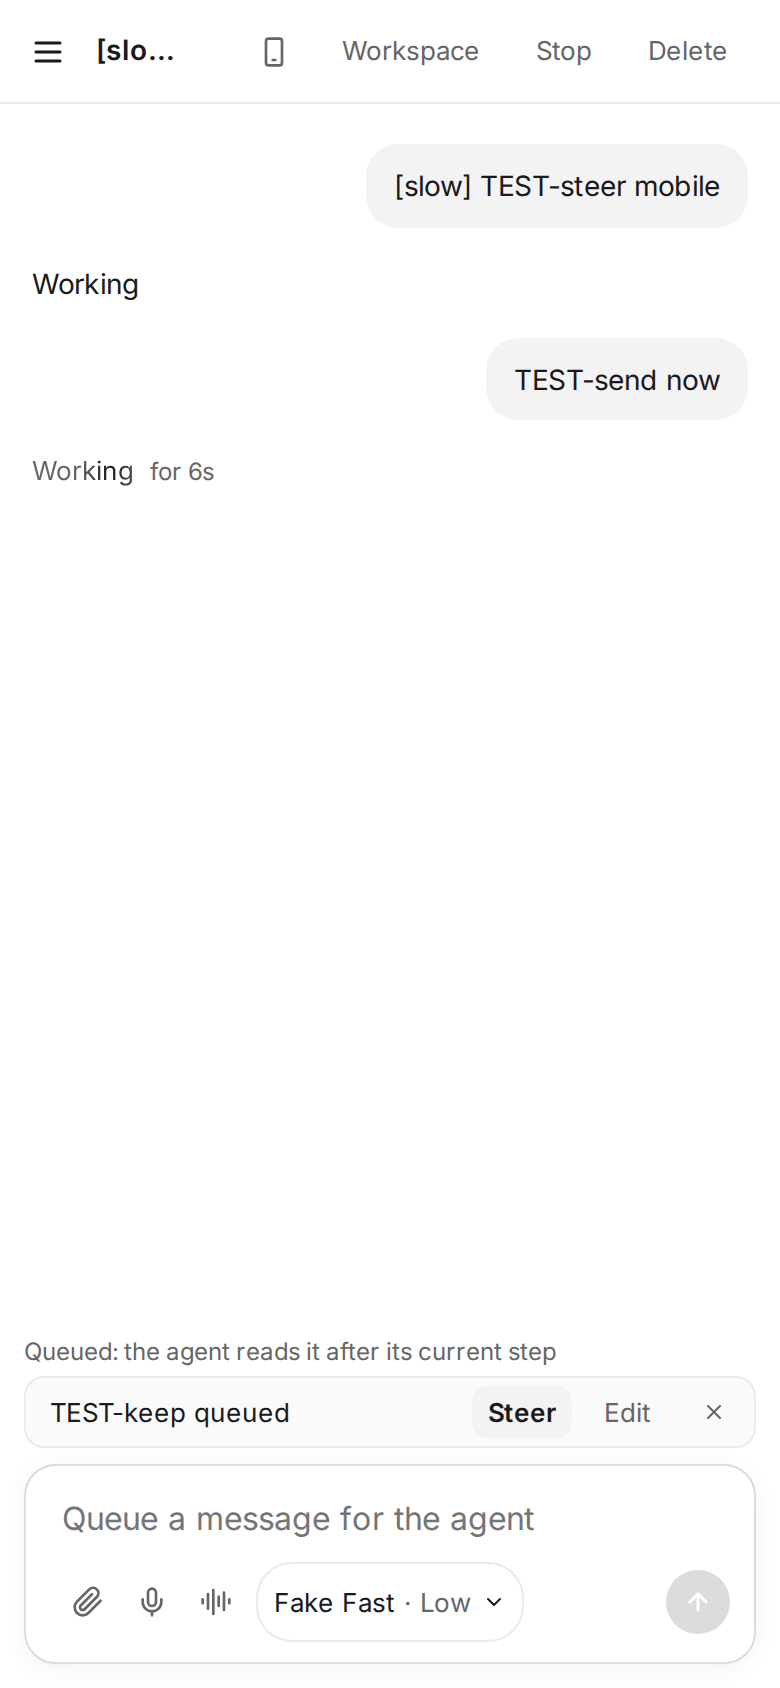 [slo...
Workspace
Stop
Delete
[slow] TEST-steer mobile
Working
TEST-send now
Working for 6s
Queued: the agent reads it after its current step
TEST-keep queued
Steer
Edit
Queue a message for the agent
Fake Fast · Low